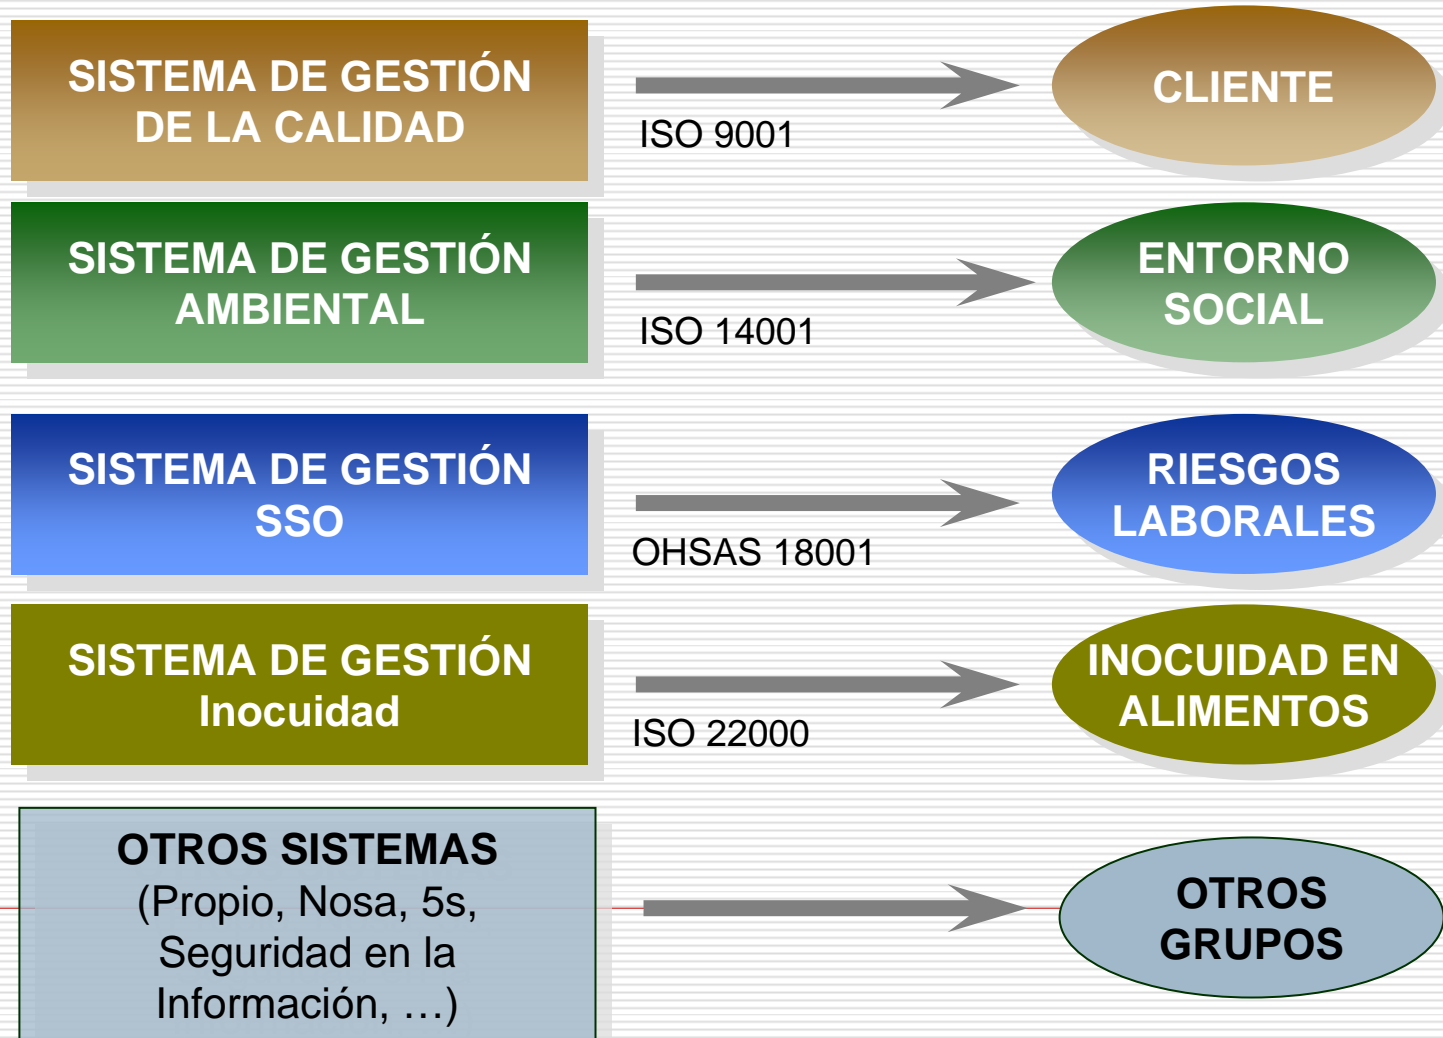 SISTEMA DE GESTIÓN
DE LA CALIDAD
ISO 9001
CLIENTE
SISTEMA DE GESTIÓN
AMBIENTAL
ISO 14001
ENTORNO
SOCIAL
SISTEMA DE GESTIÓN
SSO
OHSAS 18001
RIESGOS
LABORALES
SISTEMA DE GESTIÓN
Inocuidad
ISO 22000
INOCUIDAD EN
ALIMENTOS
OTROS SISTEMAS
(Propio, Nosa, 5s,
Seguridad en la
Información, …)
OTROS
GRUPOS